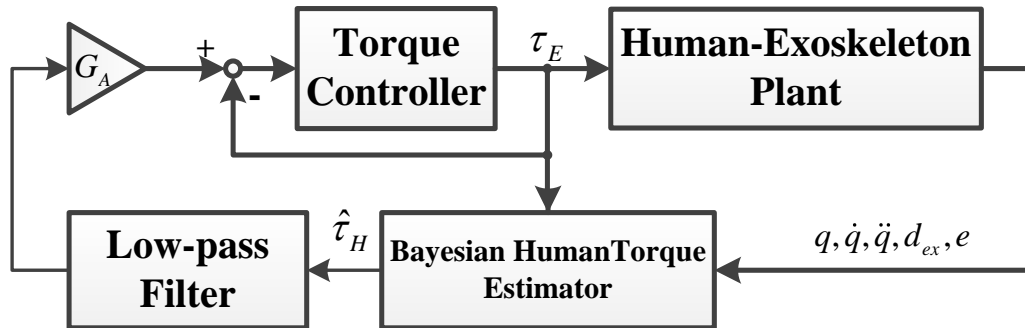 G_A
+
-
Torque
Controller
τ_E
Human-Exoskeleton
Plant
Low-pass
Filter
τ̂_H
Bayesian HumanTorque
Estimator
q, q̇, q̈, d_ex, e